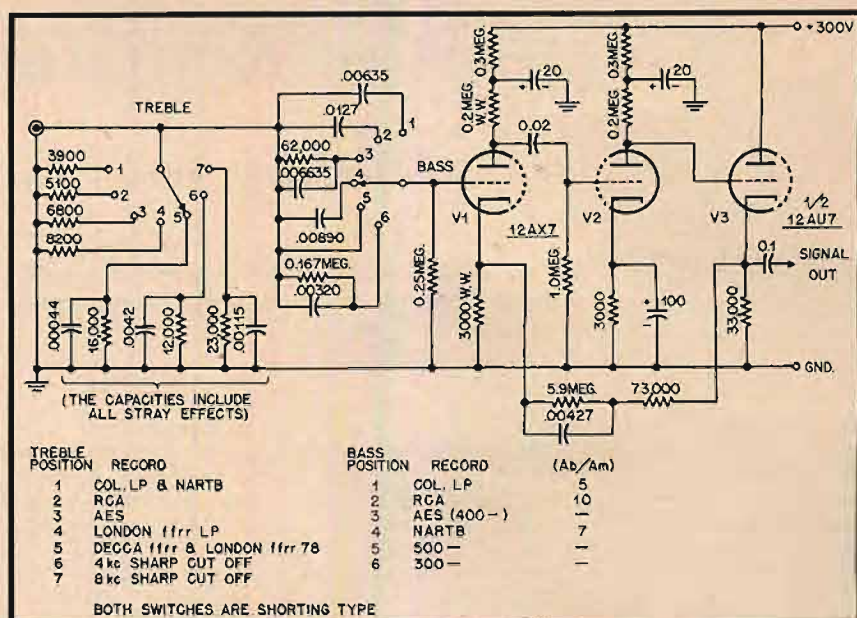 +300V
0.3MEG.
0.3MEG.
20
20
.00635
TREBLE
.0127
1
2
0.2MEG.
W.W.
0.2MEG.
0.02
62,000
3
3900
1
7
.006635
BASS
5100
2
6
4
6800
3
4
5
5
8200
.00890
6
V1
12AX7
V2
V3
1/2
12AU7
0.1
SIGNAL
OUT
0.167MEG.
.00320
0.25MEG.
3000 W.W.
1.0MEG.
3000
100
33,000
.00044
16,000
.0042
12,000
23,000
.00115
GND.
(THE CAPACITIES INCLUDE
ALL STRAY EFFECTS)
5.9MEG.
73,000
.00427
TREBLE
POSITION RECORD
1 COL. LP & NARTB
2 RCA
3 AES
4 LONDON ffrr LP
5 DECCA ffrr & LONDON ffrr 78
6 4kc SHARP CUT OFF
7 8kc SHARP CUT OFF
BASS
POSITION RECORD (Ab/Am)
1 COL. LP 5
2 RCA 10
3 AES (400~) —
4 NARTB 7
5 500~ —
6 300~ —
BOTH SWITCHES ARE SHORTING TYPE